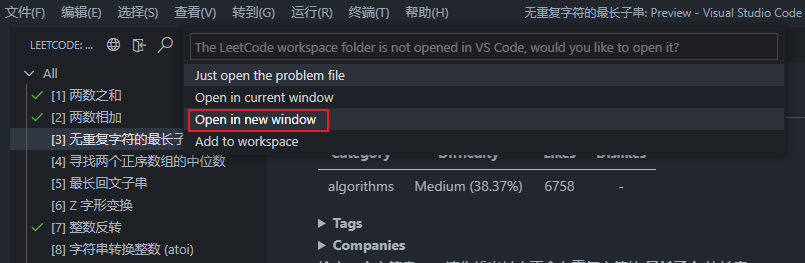 文件(F) 编辑(E) 选择(S) 查看(V) 转到(G) 运行(R) 终端(T) 帮助(H) 无重复字符的最长子串: Preview - Visual Studio Code
LEETCODE: ...
The LeetCode workspace folder is not opened in VS Code, would you like to open it?
Just open the problem file
Open in current window
Open in new window
Add to workspace
All
[1] 两数之和
[2] 两数相加
[3] 无重复字符的最长子
[4] 寻找两个正序数组的中位数
[5] 最长回文子串
[6] Z 字形变换
[7] 整数反转
[8] 字符串转换整数 (atoi)
Category Difficulty Likes Dislikes
algorithms Medium (38.37%) 6758 -
Tags
Companies